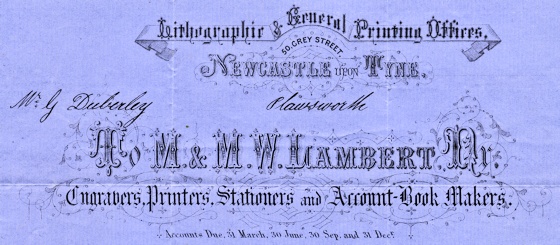 Lithographic & General Printing Offices,
50, GREY STREET
NEWCASTLE UPON TYNE.
Mr. G Duberley Hawsworth
To M. & M.W. LAMBERT. Dr.
Engravers, Printers, Stationers and Account-Book Makers.
Accounts Due, 31 March, 30 June, 30 Sep. and 31 Decr.